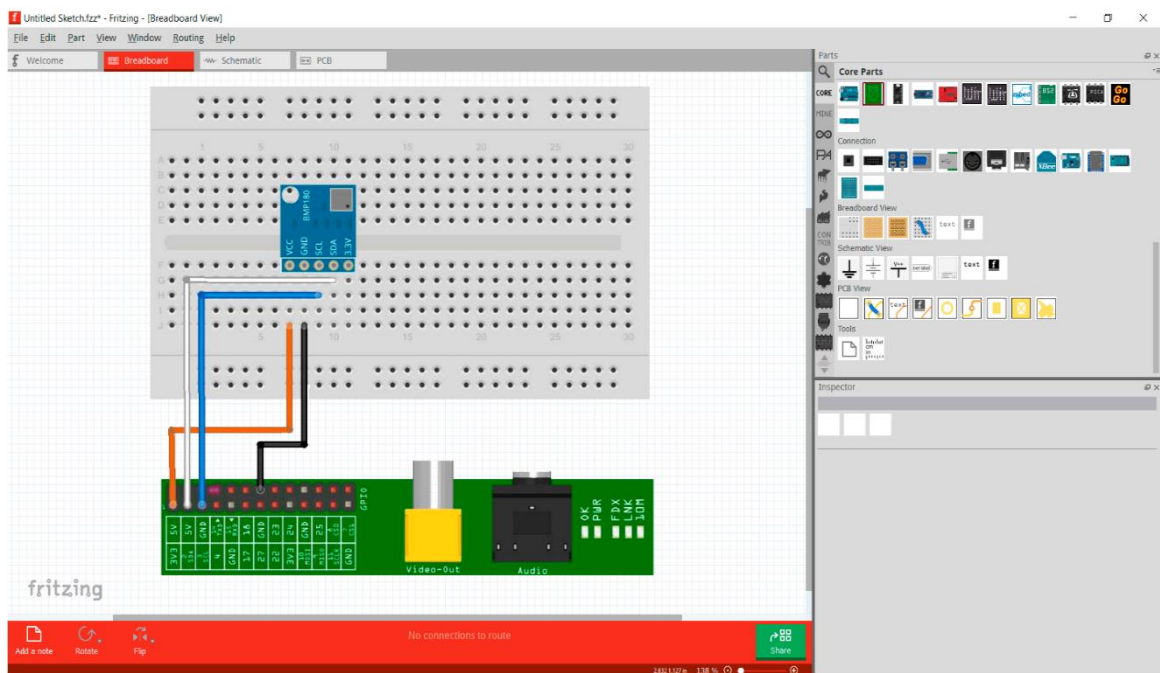 Untitled Sketch.fzz* - Fritzing - [Breadboard View]
File Edit Part View Window Routing Help
Welcome Breadboard Schematic PCB
Parts
Core Parts
CORE
MINE
Connection
Breadboard View
CON TRIB
Schematic View
PCB View
Tools
Inspector
1 5 10 15 20 25 30
A
B
C
D
E
BMP180
VCC GND SCL SDA 3.3V
F
G
H
I
J
5 10 15 20 25 30
GPIO
5V 5V GND 18 GND 23 24 GND 25
3V3 4 GND 17 27 22 3V3 GND
Video-Out
Audio
OK PWR FDX LNK 10M
fritzing
No connections to route
Add a note Rotate Flip Share
138 %